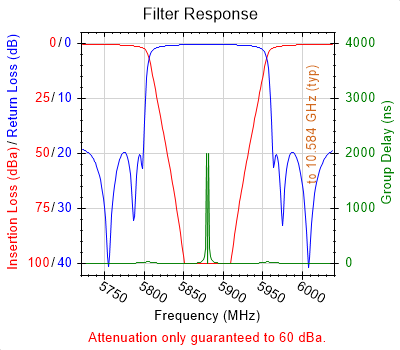 Filter Response
Insertion Loss (dBa) / Return Loss (dB)
0 / 0
25 / 10
50 / 20
75 / 30
100 / 40
to 10.584 GHz (typ)
4000
3000
2000
1000
0
Group Delay (ns)
5750 5800 5850 5900 5950 6000
Frequency (MHz)
Attenuation only guaranteed to 60 dBa.